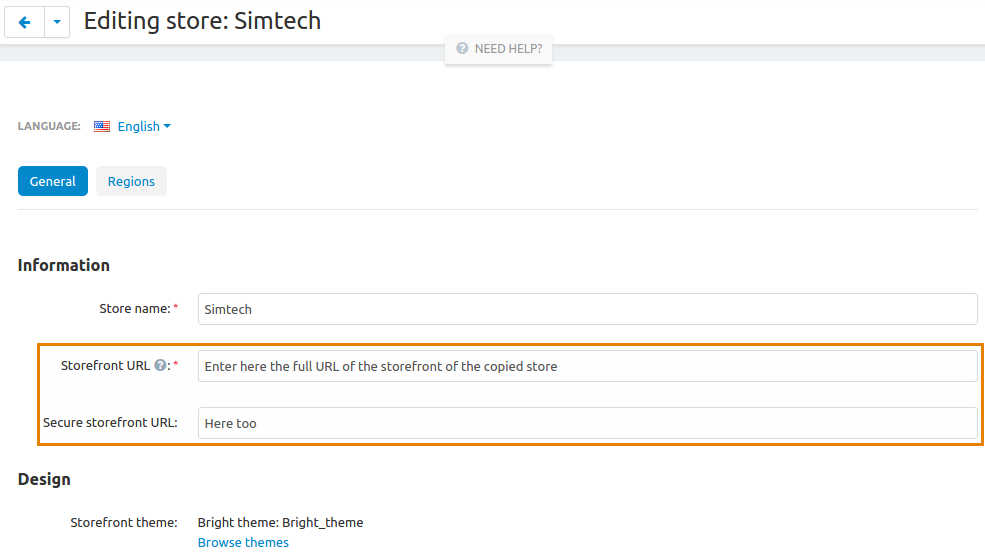 Editing store: Simtech
NEED HELP?
LANGUAGE: English
General Regions
Information
Store name: * Simtech
Storefront URL ?: * Enter here the full URL of the storefront of the copied store
Secure storefront URL: Here too
Design
Storefront theme: Bright theme: Bright_theme
Browse themes